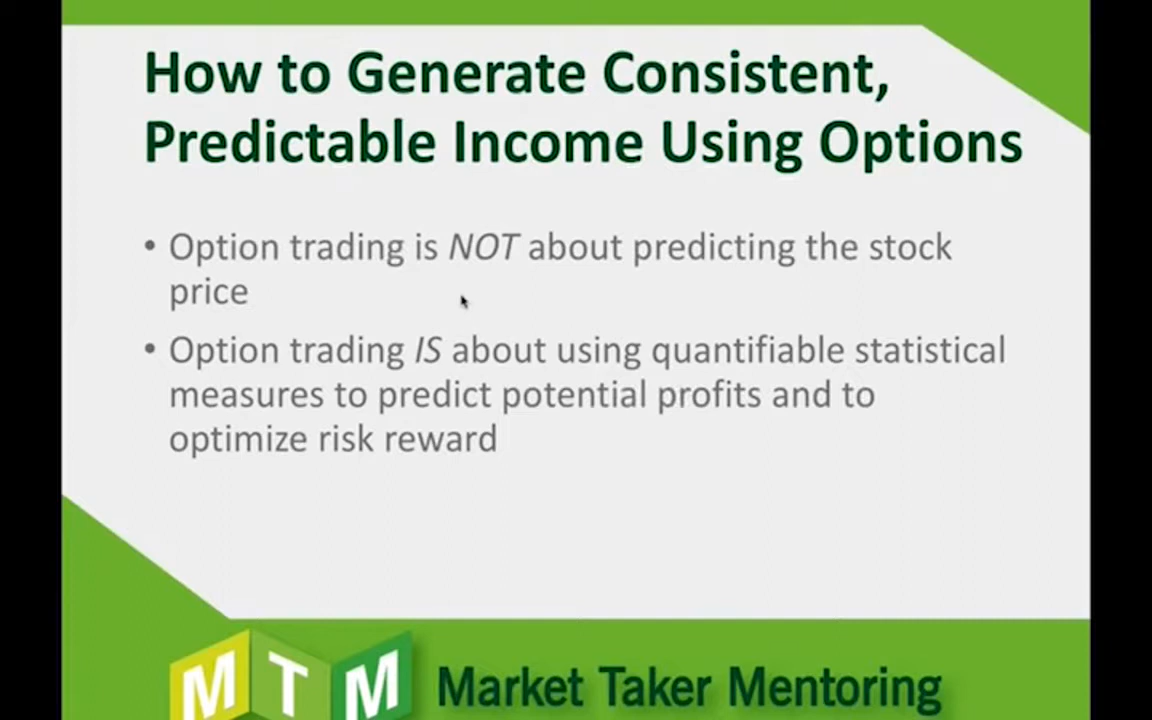 How to Generate Consistent,
Predictable Income Using Options
• Option trading is NOT about predicting the stock
price
• Option trading IS about using quantifiable statistical
measures to predict potential profits and to
optimize risk reward
MTM Market Taker Mentoring